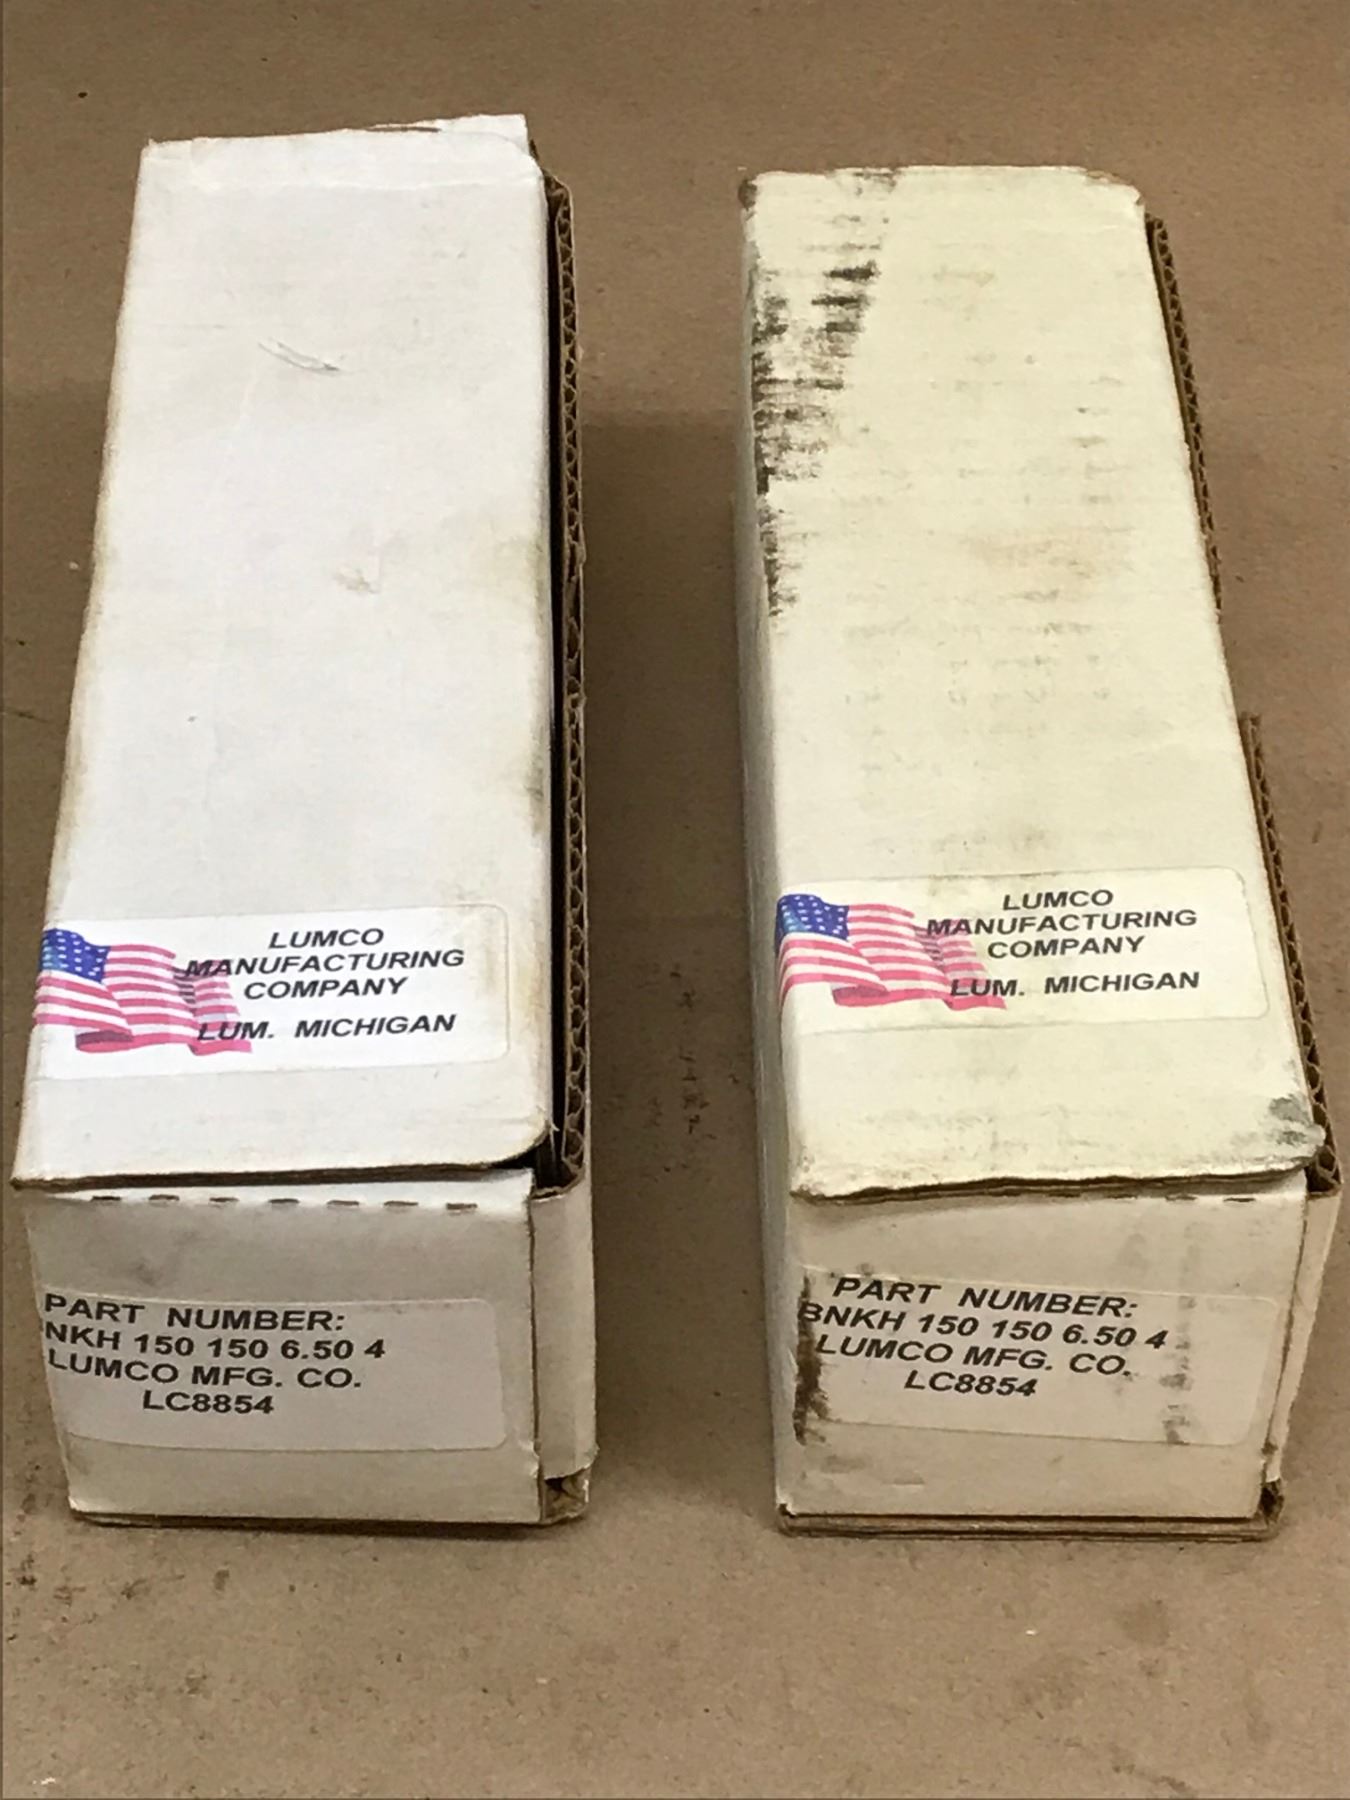 LUMCO
MANUFACTURING
COMPANY
LUM. MICHIGAN
PART NUMBER:
NKH 150 150 6.50 4
LUMCO MFG. CO.
LC8854
LUMCO
MANUFACTURING
COMPANY
LUM. MICHIGAN
PART NUMBER:
BNKH 150 150 6.50 4
LUMCO MFG. CO.
LC8854